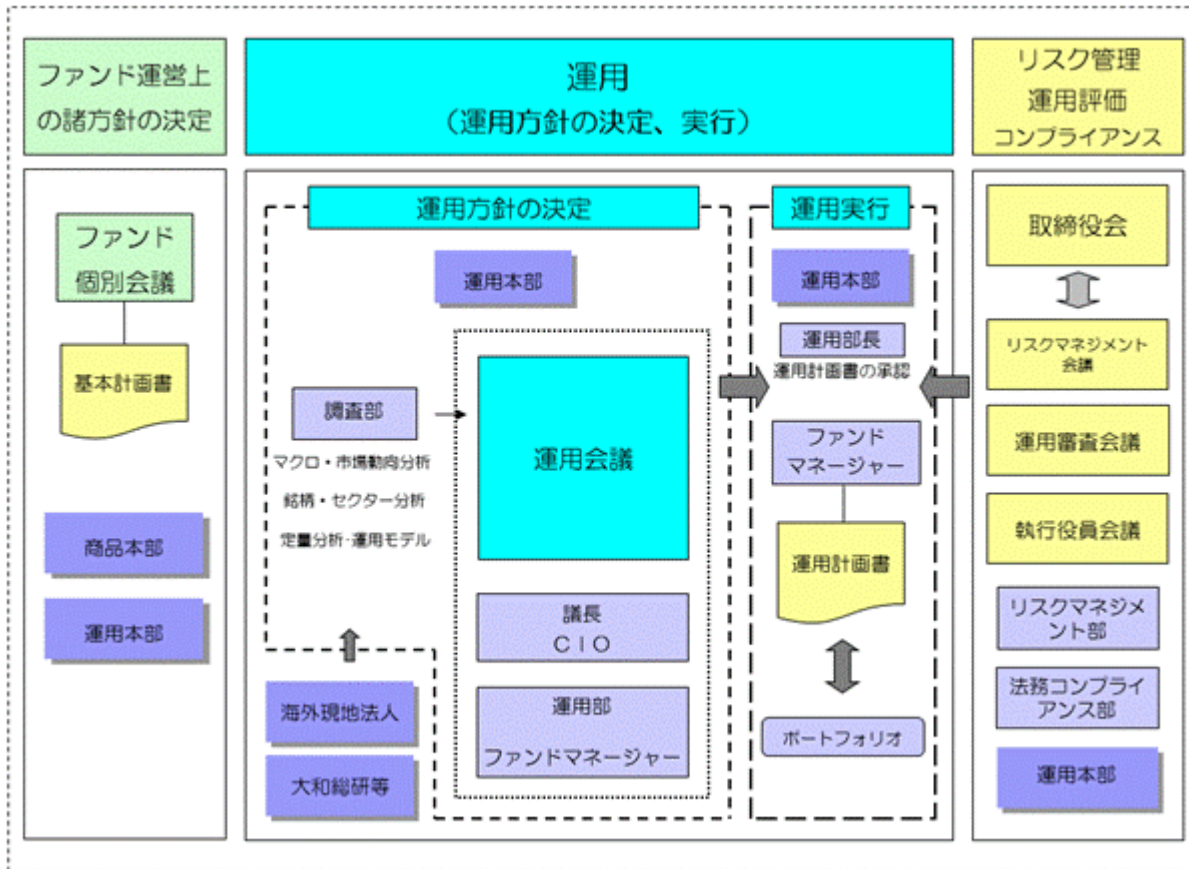 ファンド運営上
の諸方針の決定
運用
（運用方針の決定、実行）
リスク管理
運用評価
コンプライアンス
ファンド
個別会議
基本計画書
商品本部
運用本部
運用方針の決定
運用本部
調査部
マクロ・市場動向分析
銘柄・セクター分析
定量分析・運用モデル
運用会議
議長
ＣＩＯ
運用部
ファンドマネージャー
海外現地法人
大和総研等
運用実行
運用本部
運用部長
運用計画書の承認
ファンド
マネージャー
運用計画書
ポートフォリオ
取締役会
リスクマネジメント
会議
運用審査会議
執行役員会議
リスクマネジメ
ント部
法務コンプライ
アンス部
運用本部